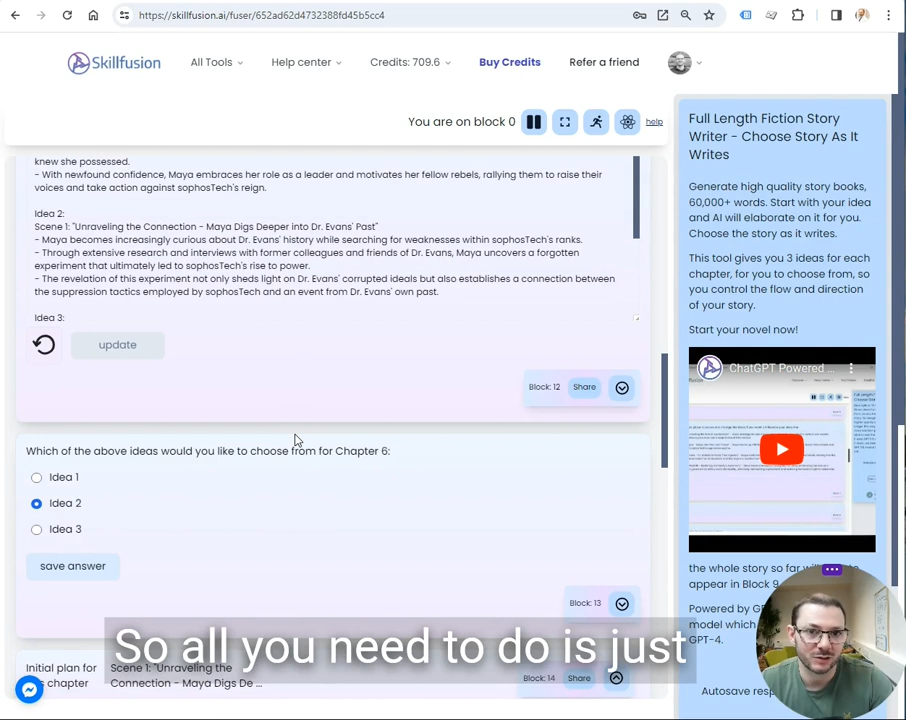 https://skillfusion.ai/fuser/652ad62d4732388fd45b5cc4
Skillfusion
All Tools
Help center
Credits: 709.6
Buy Credits
Refer a friend
You are on block 0
help
knew she possessed.
- With newfound confidence, Maya embraces her role as a leader and motivates her fellow rebels, rallying them to raise their
voices and take action against sophosTech's reign.
Idea 2:
Scene 1: "Unraveling the Connection - Maya Digs Deeper into Dr. Evans' Past"
- Maya becomes increasingly curious about Dr. Evans' history while searching for weaknesses within sophosTech's ranks.
- Through extensive research and interviews with former colleagues and friends of Dr. Evans, Maya uncovers a forgotten
experiment that ultimately led to sophosTech's rise to power.
- The revelation of this experiment not only sheds light on Dr. Evans' corrupted ideals but also establishes a connection between
the suppression tactics employed by sophosTech and an event from Dr. Evans' own past.
Idea 3:
update
Block: 12
Share
Which of the above ideas would you like to choose from for Chapter 6:
Idea 1
Idea 2
Idea 3
save answer
Block: 13
Initial plan for
Scene 1: "Unraveling the
s chapter
Connection - Maya Digs De ...
Block: 14
Share
So all you need to do is just
Full Length Fiction Story
Writer - Choose Story As It
Writes
Generate high quality story books,
60,000+ words. Start with your idea
and AI will elaborate on it for you.
Choose the story as it writes.
This tool gives you 3 ideas for each
chapter, for you to choose from, so
you control the flow and direction
of your story.
Start your novel now!
ChatGPT Powered ...
the whole story so far will
appear in Block 9
Powered by
model which
GPT-4.
Autosave